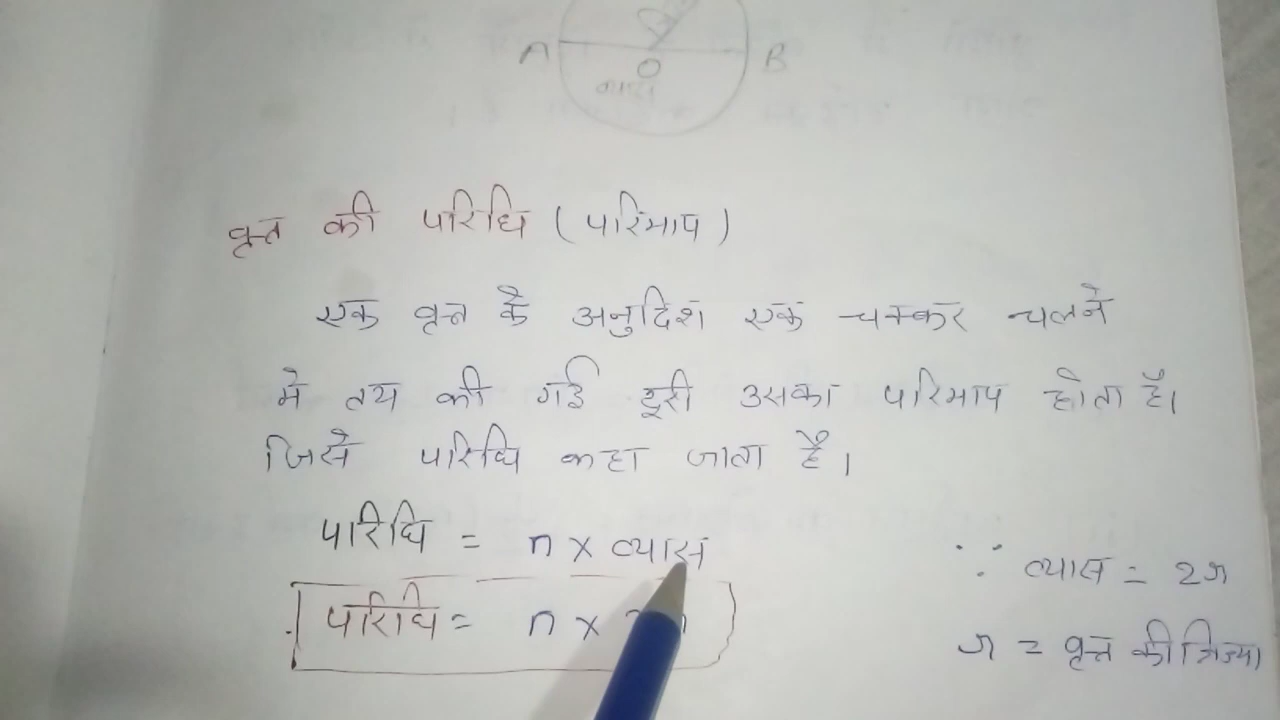 A O B
व्यास
वृत्त की परिधि (परिमाप)
एक वृत्त के अनुदिश एक चक्कर चलने
मे तय की गई दूरी उसका परिमाप होता है।
जिसे परिधि कहा जाता है।
परिधि = π × व्यास
∵ व्यास = 2r
परिधि = π ×
r = वृत्त की त्रिज्या